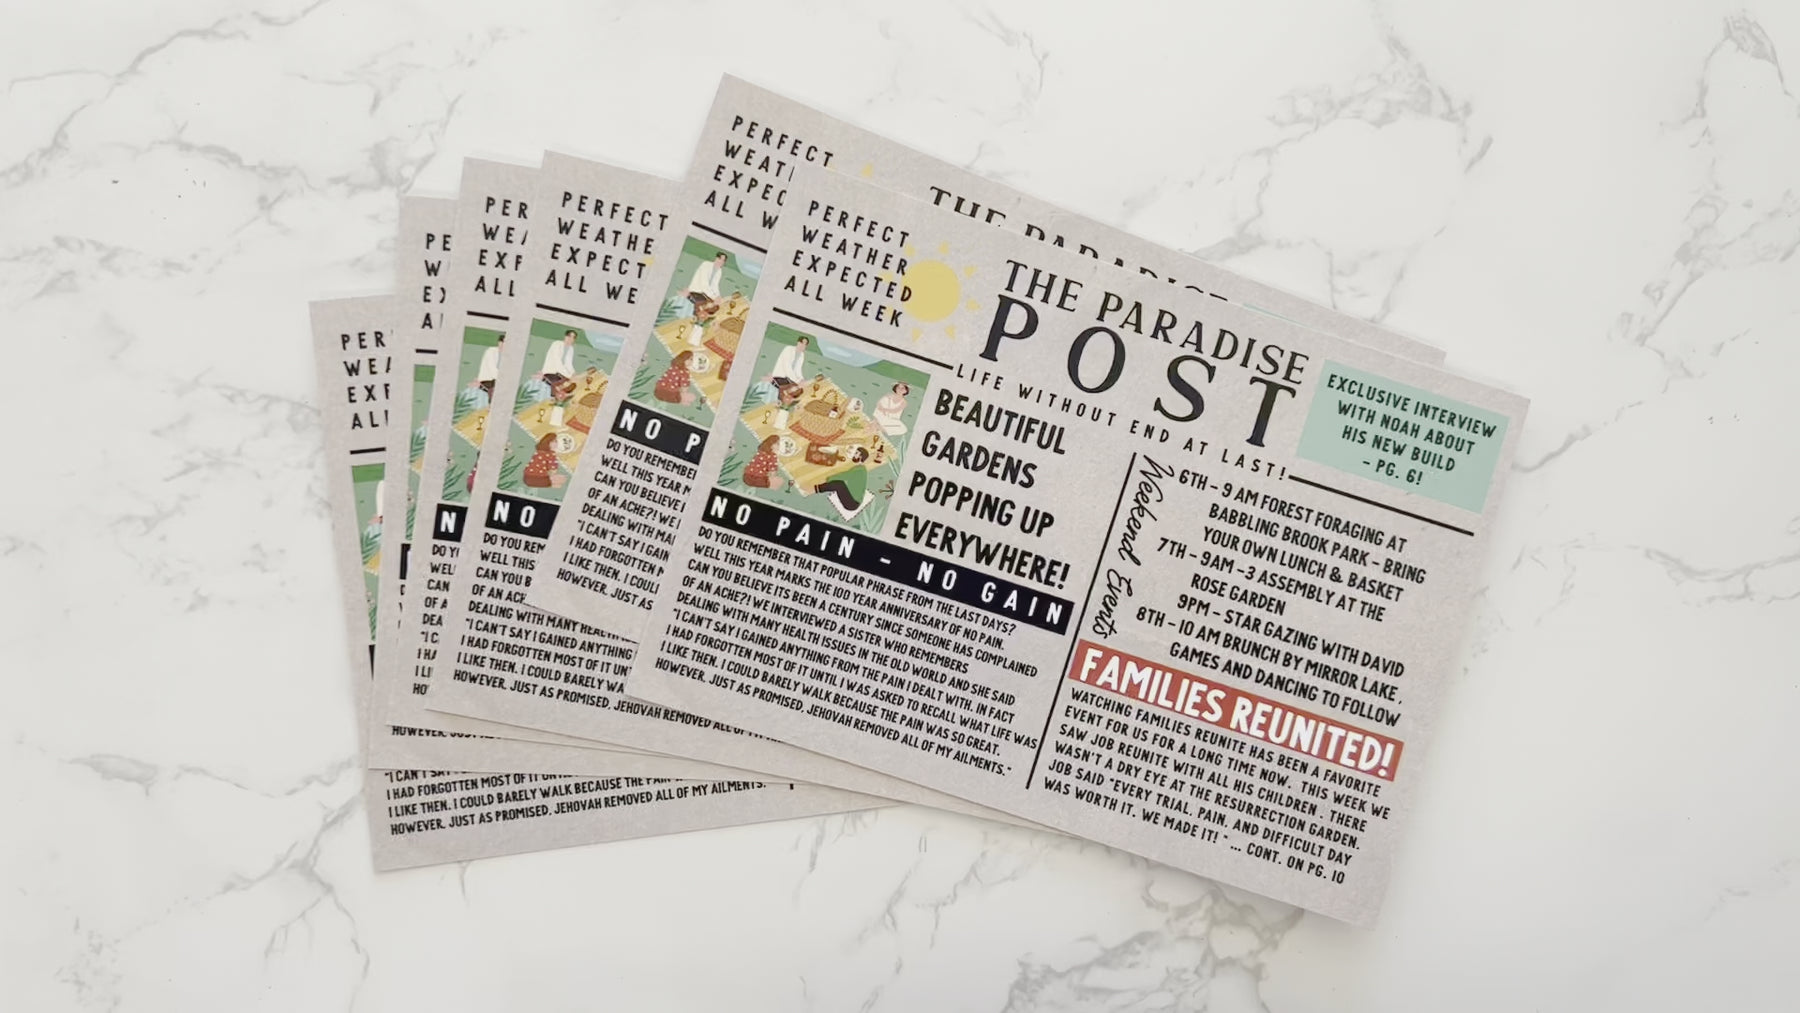 PERFECT
WEATHER
EXPECTED
ALL WEEK
THE PARADISE
POST
LIFE WITHOUT END AT LAST!
EXCLUSIVE INTERVIEW
WITH NOAH ABOUT
HIS NEW BUILD
- PG. 6!
BEAUTIFUL
GARDENS
POPPING UP
EVERYWHERE!
NO PAIN - NO GAIN
DO YOU REMEMBER THAT POPULAR PHRASE FROM THE LAST DAYS?
WELL THIS YEAR MARKS THE 100 YEAR ANNIVERSARY OF NO PAIN.
CAN YOU BELIEVE ITS BEEN A CENTURY SINCE SOMEONE HAS COMPLAINED
OF AN ACHE?! WE INTERVIEWED A SISTER WHO REMEMBERS
DEALING WITH MANY HEALTH ISSUES IN THE OLD WORLD AND SHE SAID
"I CAN'T SAY I GAINED ANYTHING FROM THE PAIN I DEALT WITH. IN FACT
I HAD FORGOTTEN MOST OF IT UNTIL I WAS ASKED TO RECALL WHAT LIFE WAS
LIKE THEN. I COULD BARELY WALK BECAUSE THE PAIN WAS SO GREAT.
HOWEVER, JUST AS PROMISED, JEHOVAH REMOVED ALL OF MY AILMENTS."
Weekend Events
6TH - 9 AM FOREST FORAGING AT
BABBLING BROOK PARK - BRING
YOUR OWN LUNCH & BASKET
7TH - 9AM -3 ASSEMBLY AT THE
ROSE GARDEN
9PM - STAR GAZING WITH DAVID
8TH - 10 AM BRUNCH BY MIRROR LAKE,
GAMES AND DANCING TO FOLLOW
FAMILIES REUNITED!
WATCHING FAMILIES REUNITE HAS BEEN A FAVORITE
EVENT FOR US FOR A LONG TIME NOW. THIS WEEK WE
SAW JOB REUNITE WITH ALL HIS CHILDREN . THERE
WASN'T A DRY EYE AT THE RESURRECTION GARDEN.
JOB SAID "EVERY TRIAL, PAIN, AND DIFFICULT DAY
WAS WORTH IT. WE MADE IT! "... CONT. ON PG. 10